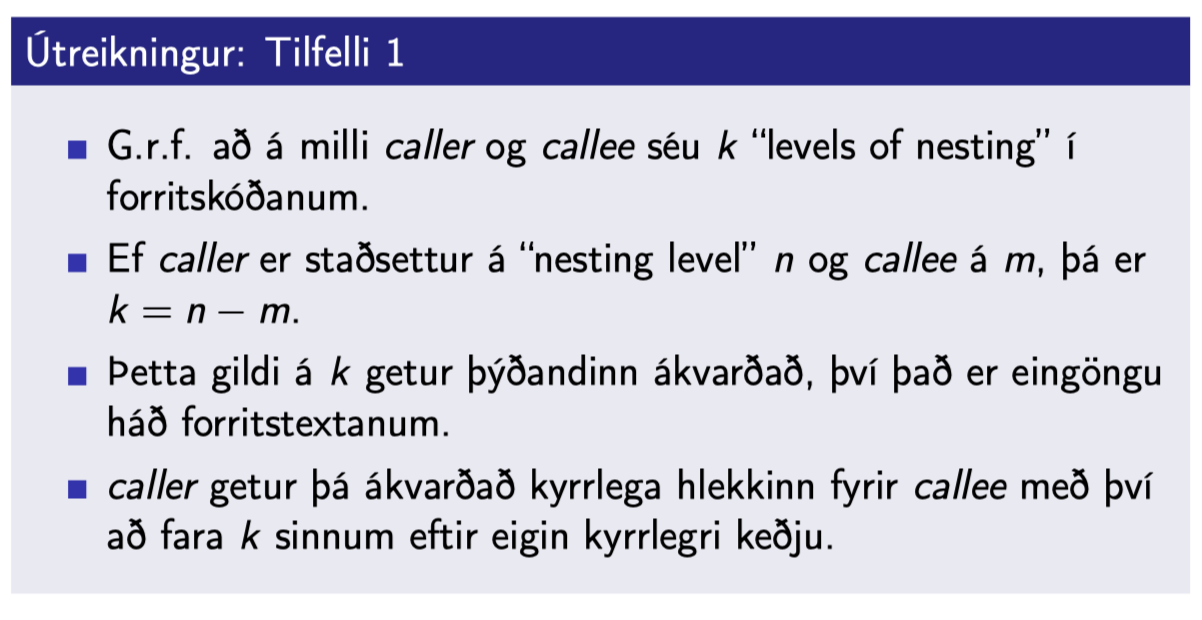 Útreikningur: Tilfelli 1
G.r.f. að á milli caller og callee séu k “levels of nesting” í
forritskóðanum.
Ef caller er staðsettur á “nesting level” n og callee á m, þá er
k = n − m.
Þetta gildi á k getur þýðandinn ákvarðað, því það er eingöngu
háð forritstextanum.
caller getur þá ákvarðað kyrrlega hlekkinn fyrir callee með því
að fara k sinnum eftir eigin kyrrlegri keðju.